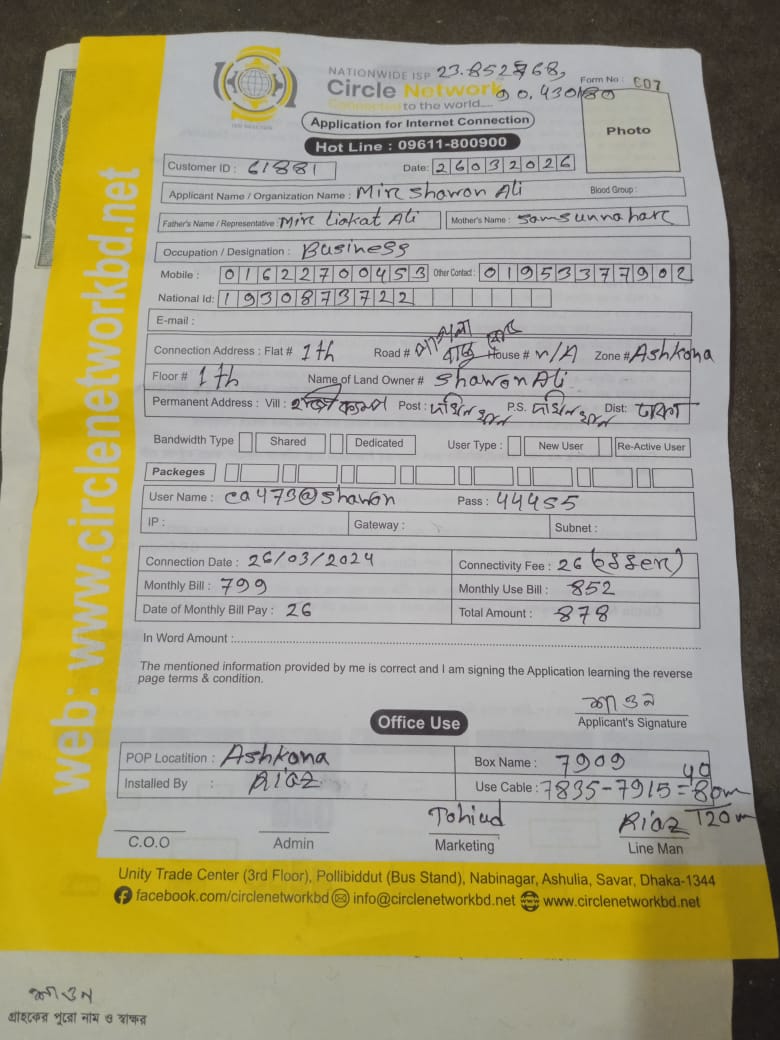 NATIONWIDE ISP 23.852768,
Circle Network 90.430180 Form No : 607
Connected to the world....
Application for Internet Connection
Hot Line : 09611-800900
Photo
Customer ID : 61881 Date: 26032026
Applicant Name / Organization Name : Mir Shawon Ali Blood Group :
Father's Name / Representative : Mir Liakat Ali Mother's Name : Samsunnahar
Occupation / Designation : Business
Mobile : 01622700453 Other Contact : 01953377902
National Id: 1930873722
E-mail :
Connection Address : Flat # 1th Road # House # n/A Zone # Ashkona
Floor # 1th Name of Land Owner # Shawon Ali
Permanent Address : Vill: হজ্জ ক্যাম্প Post : দক্ষিনখান P.S. দক্ষিনখান Dist: ঢাকা
Bandwidth Type Shared Dedicated User Type : New User Re-Active User
Packeges
User Name : ca473@shawon Pass : 44455
IP : Gateway : Subnet :
Connection Date : 26/03/2024 Connectivity Fee : 26
Monthly Bill : 799 Monthly Use Bill : 852
Date of Monthly Bill Pay : 26 Total Amount : 878
In Word Amount :
The mentioned information provided by me is correct and I am signing the Application learning the reverse
page terms & condition.
শাওন
Applicant's Signature
Office Use
POP Locatition : Ashkona Box Name : 7909
Installed By : Riaz Use Cable : 7835-7915=80m
40
120m
Tohiud Riaz
C.O.O Admin Marketing Line Man
Unity Trade Center (3rd Floor), Pollibiddut (Bus Stand), Nabinagar, Ashulia, Savar, Dhaka-1344
facebook.com/circlenetworkbd info@circlenetworkbd.net www.circlenetworkbd.net
web: www.circlenetworkbd.net
শাওন
গ্রাহকের পুরো নাম ও স্বাক্ষর